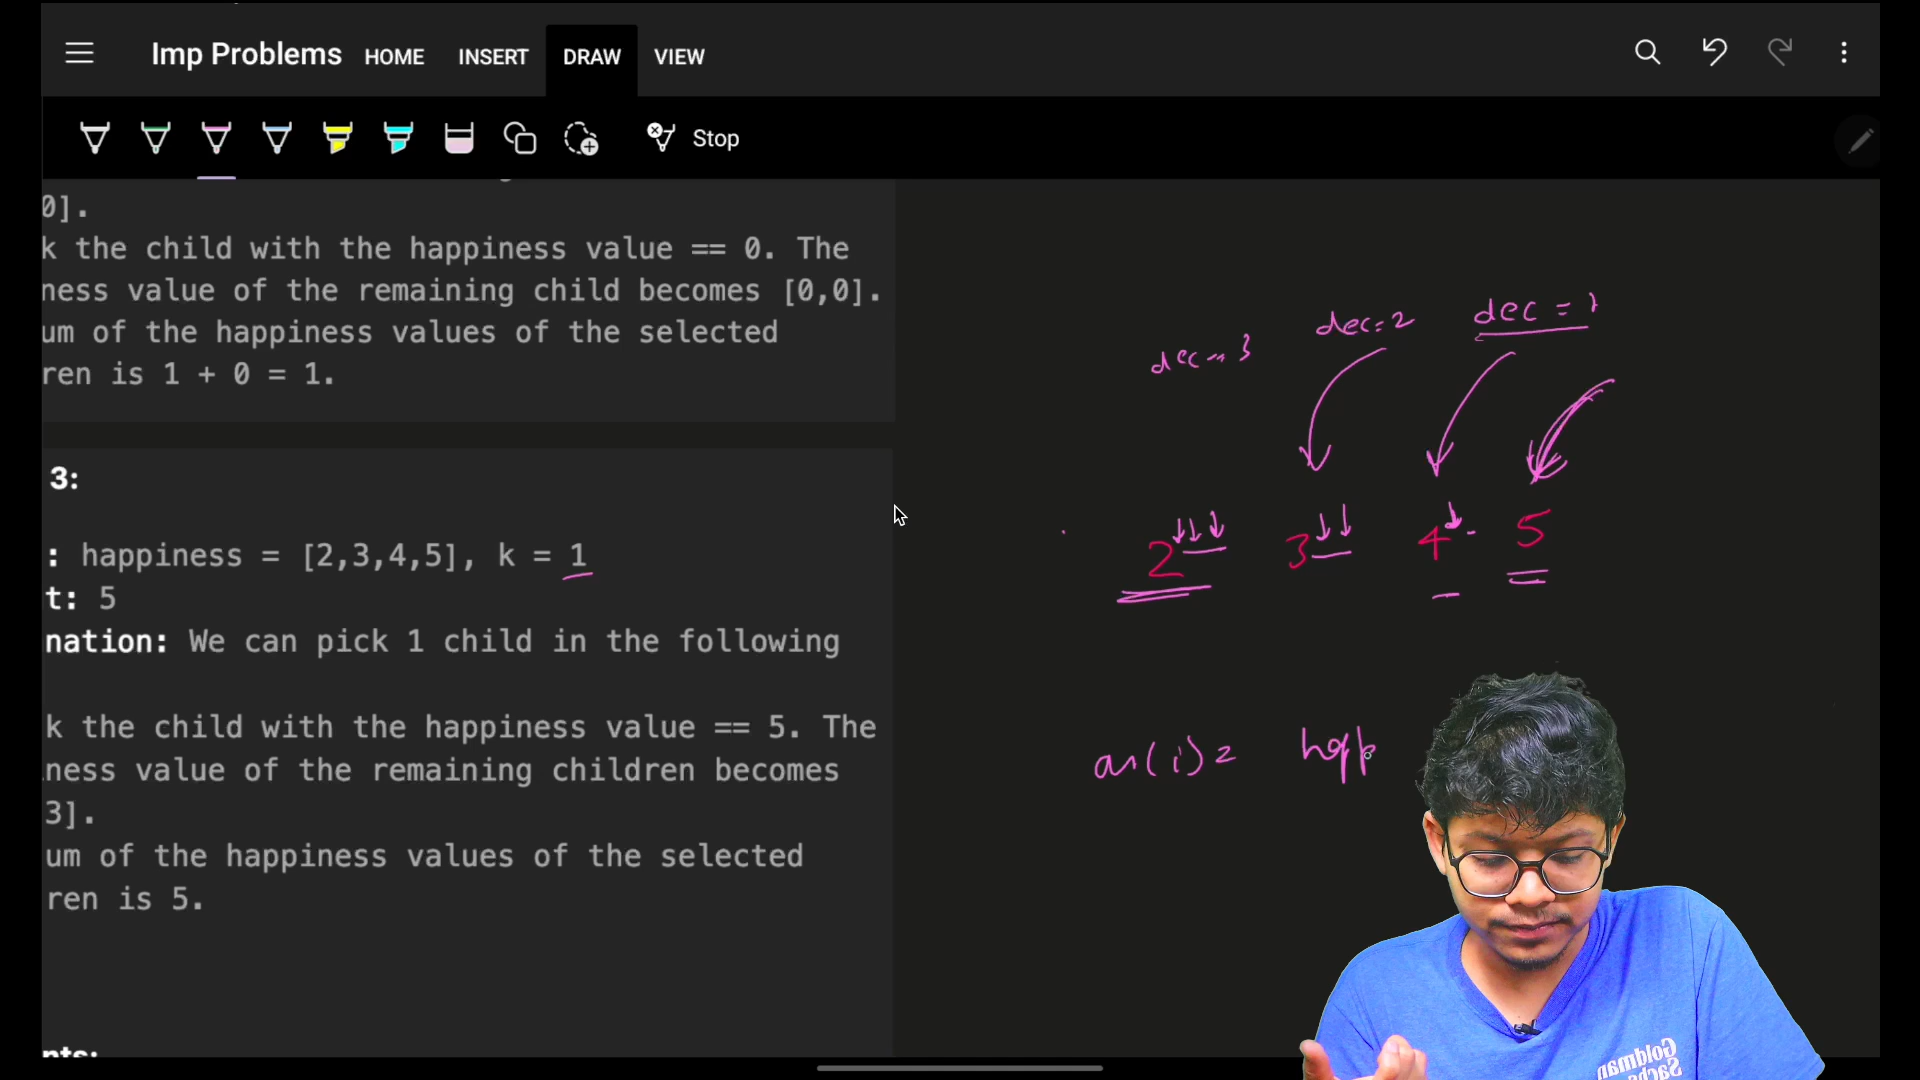 Imp Problems HOME INSERT DRAW VIEW
Stop
0].
k the child with the happiness value == 0. The
ness value of the remaining child becomes [0,0].
um of the happiness values of the selected
ren is 1 + 0 = 1.
3:
: happiness = [2,3,4,5], k = 1
t: 5
nation: We can pick 1 child in the following
k the child with the happiness value == 5. The
ness value of the remaining children becomes
3].
um of the happiness values of the selected
ren is 5.
dec = 3 dec = 2 dec = 1
2 3 4 5
arr(i) = happ
Goldman
Sachs